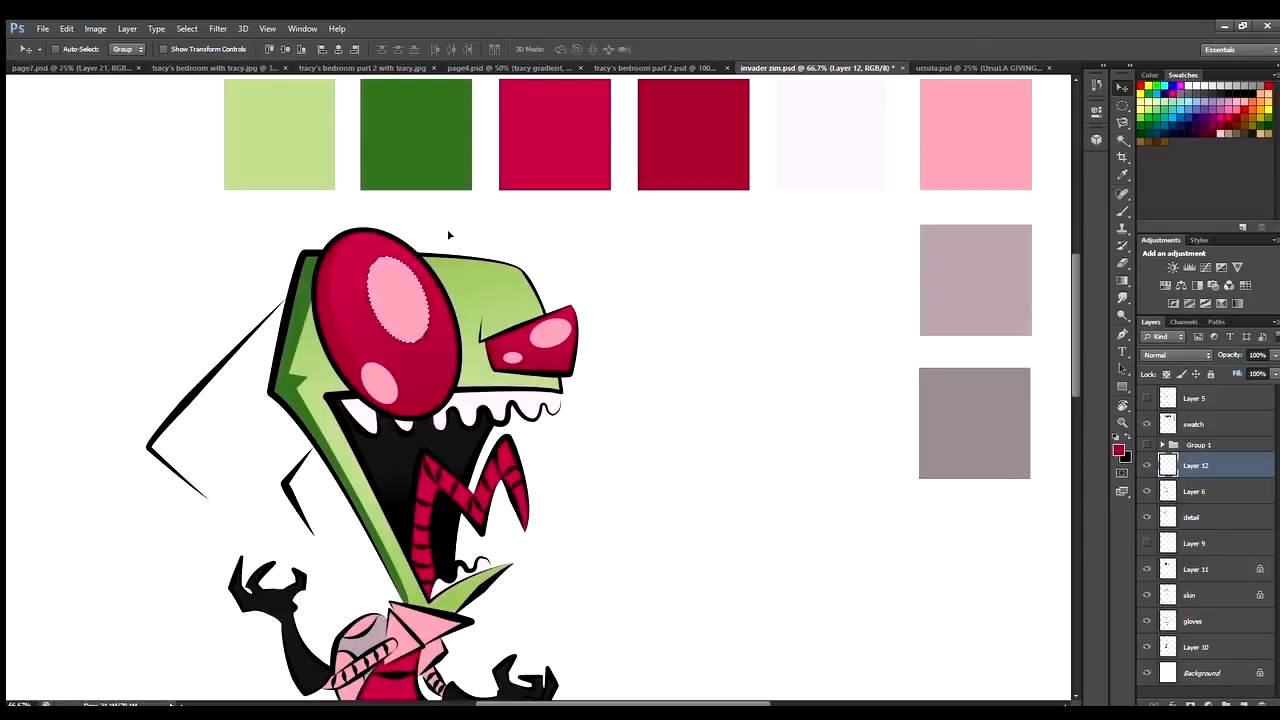 Ps File Edit Image Layer Type Select Filter 3D View Window Help
Auto-Select: Group Show Transform Controls 3D Mode: Essentials
page7.psd @ 25% (Layer 21, RGB... × tracy's bedroom with tracy.jpg @ 3... × tracy's bedroom part 2 with tracy.jpg × page4.psd @ 50% (tracy gradient, ... × tracy's bedroom part 2.psd @ 100... × invader zim.psd @ 66.7% (Layer 12, RGB/8) * × ursula.psd @ 25% (UrsuLA GIVING... ×
Color Swatches
Adjustments Styles
Add an adjustment
Layers Channels Paths
Kind
Normal Opacity: 100%
Lock: Fill: 100%
Layer 5
swatch
Group 1
Layer 12
Layer 6
detail
Layer 9
Layer 11
skin
gloves
Layer 10
Background